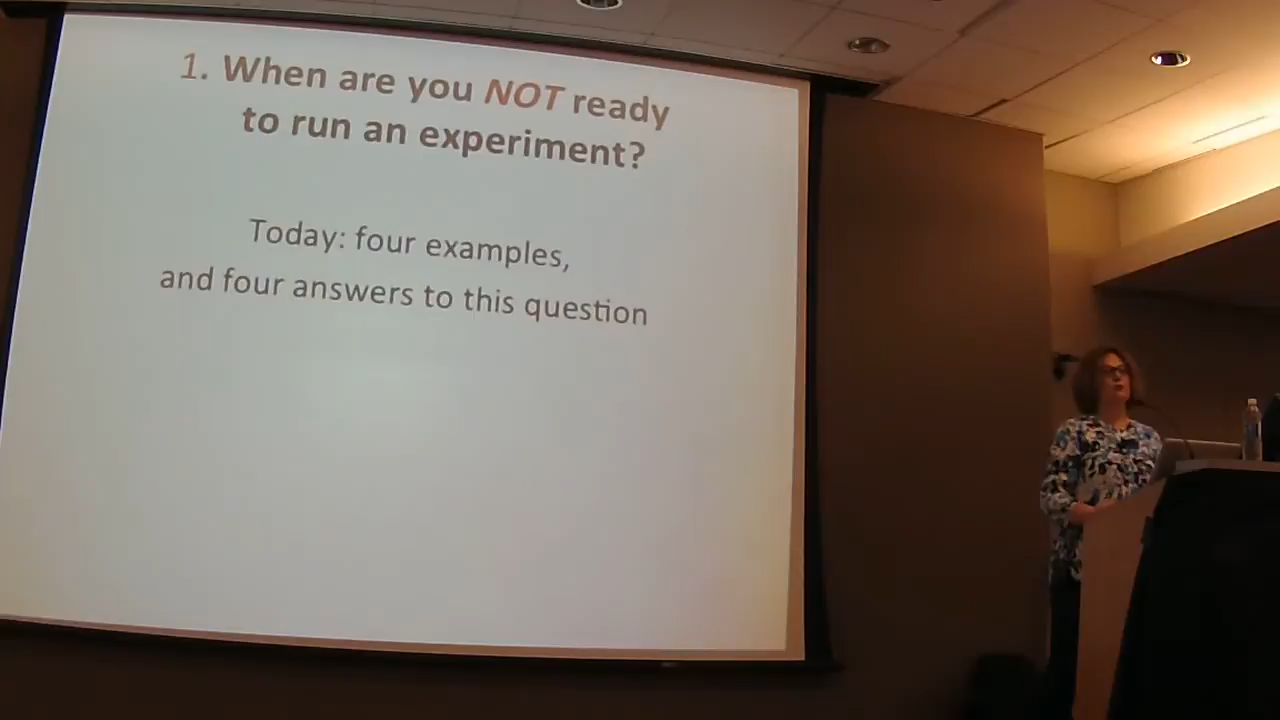 1. When are you NOT ready
to run an experiment?
Today: four examples,
and four answers to this question